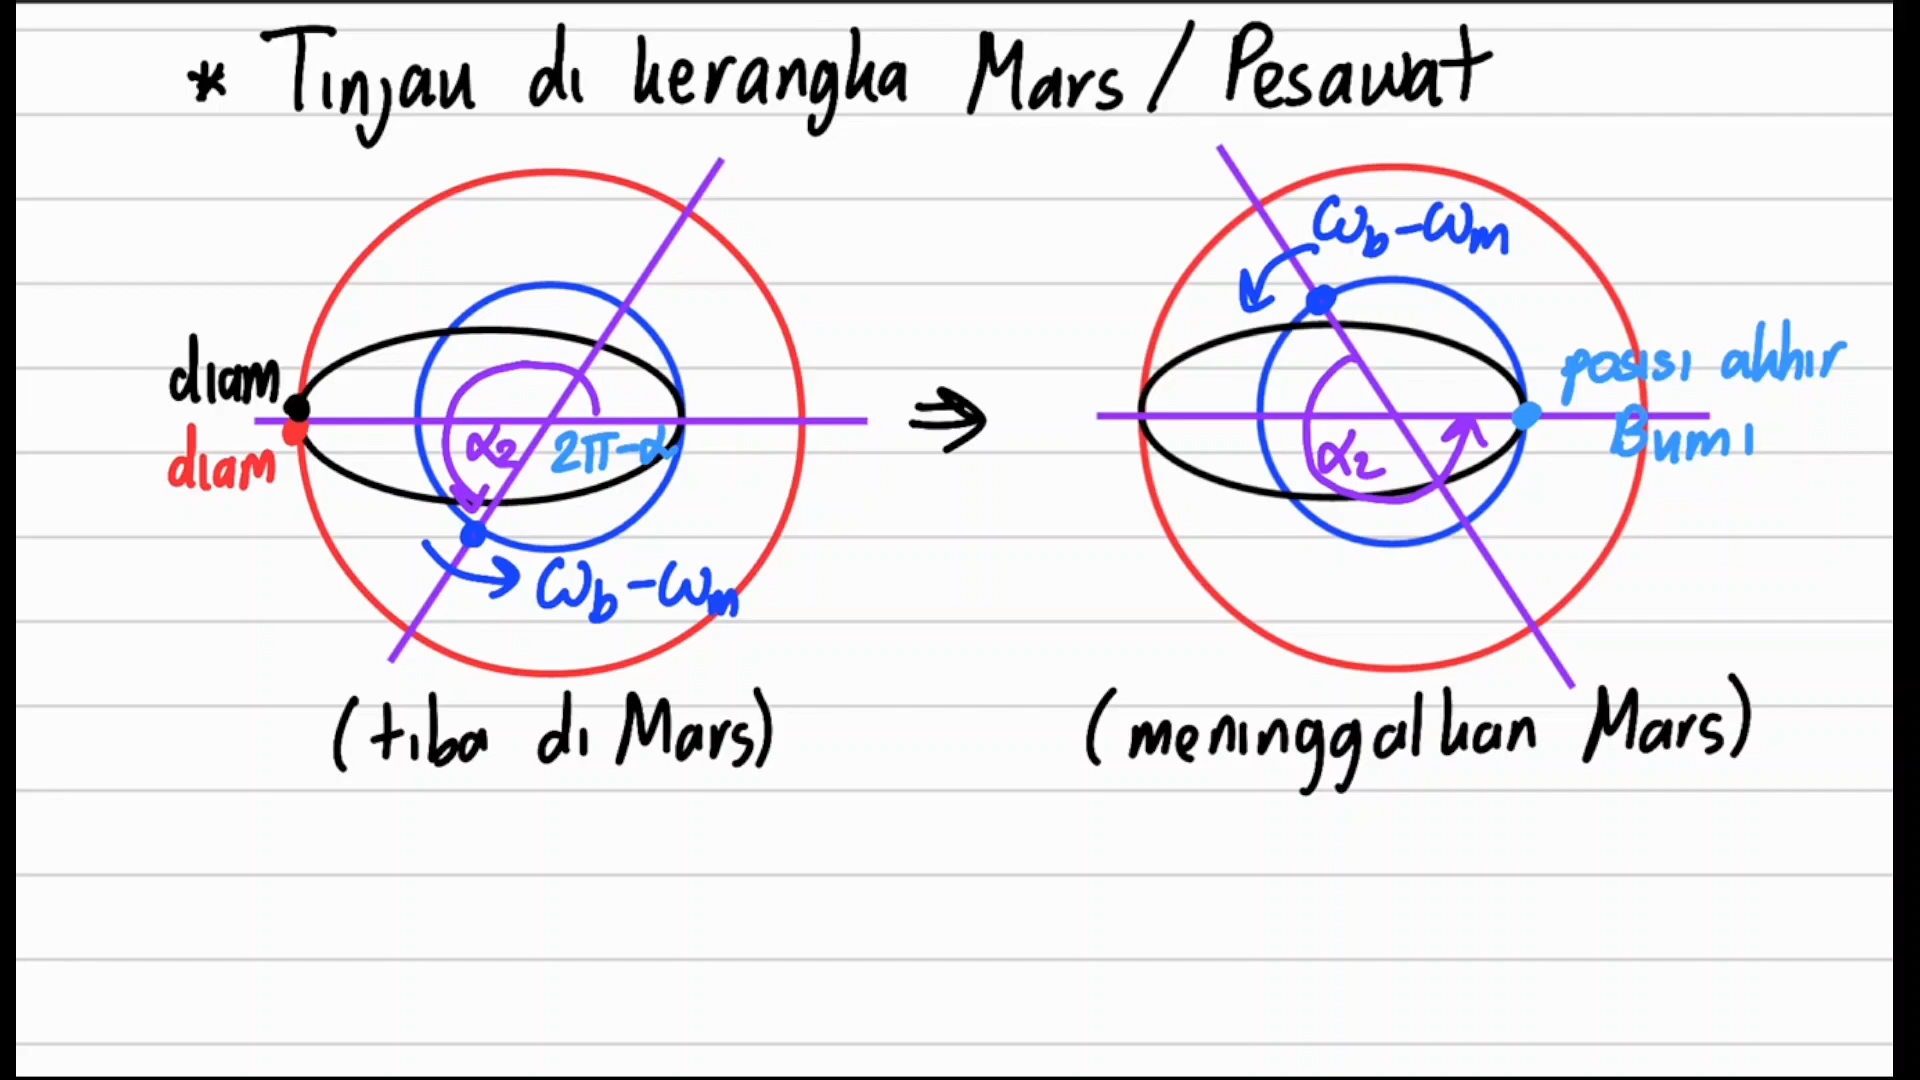 * Tinjau di kerangka Mars / Pesawat
ωb-ωm
diam
diam
α2
2π-α
ωb-ωm
⇒
α2
posisi akhir
Bumi
(tiba di Mars)
(meninggalkan Mars)